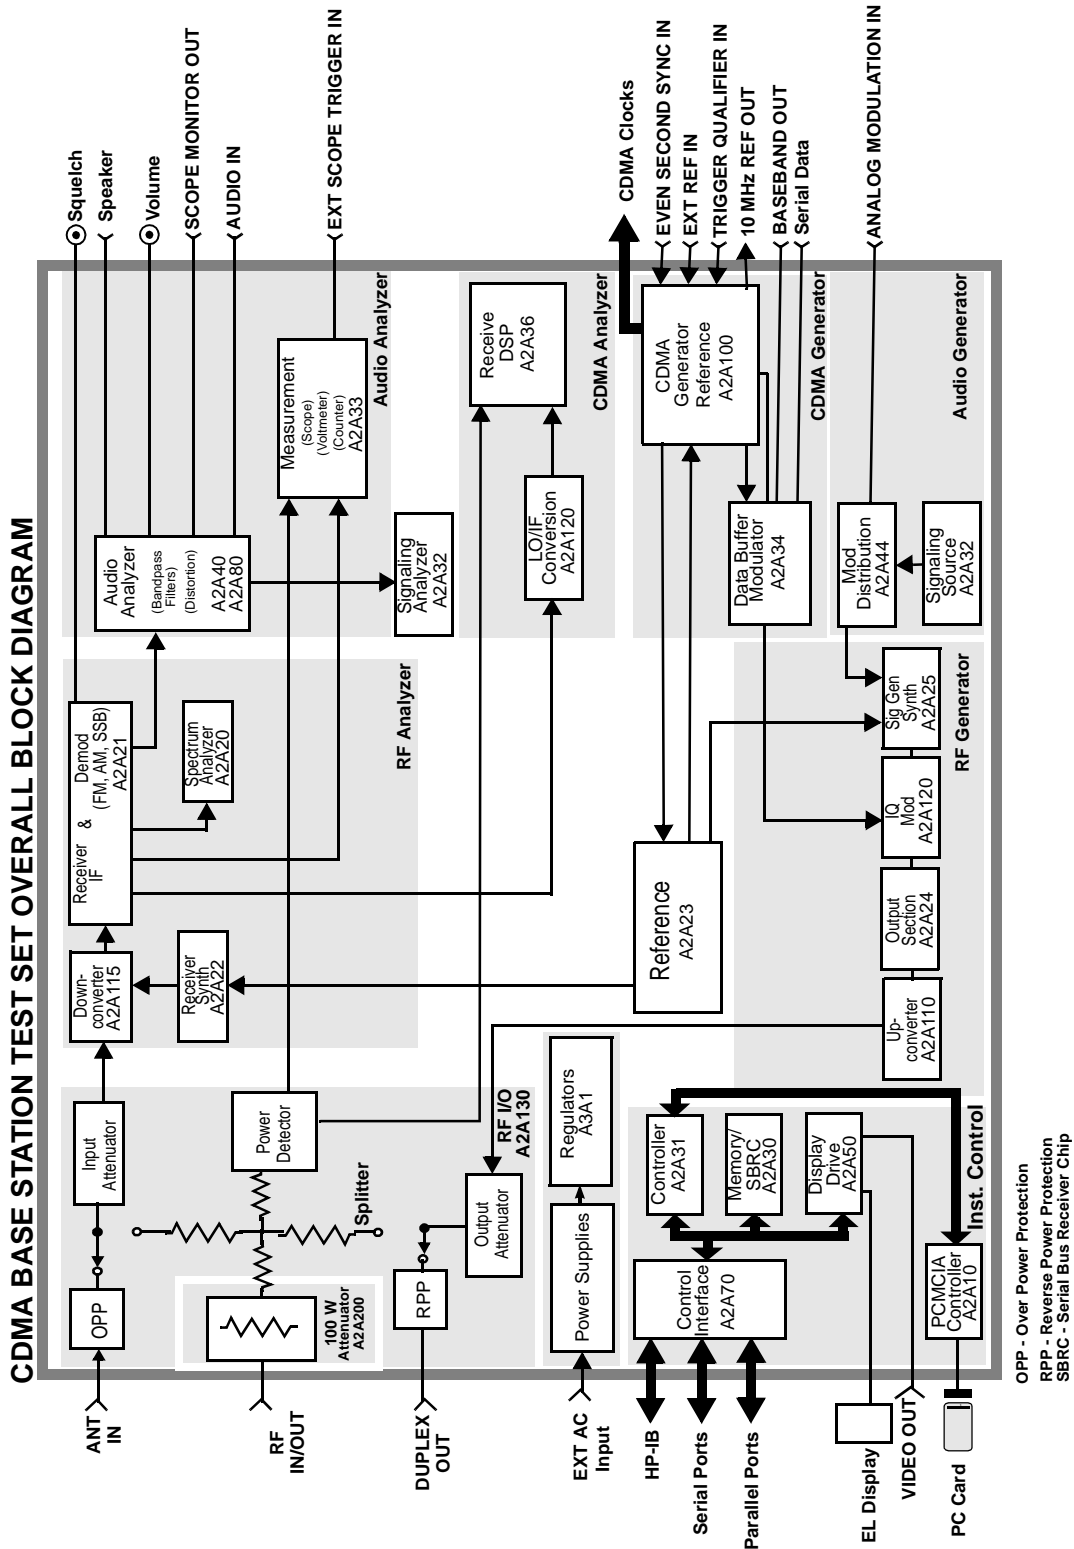 CDMA BASE STATION TEST SET OVERALL BLOCK DIAGRAM
ANT
IN
OPP
Input
Attenuator
Down-
converter
A2A115
Receiver
Synth
A2A22
Receiver & Demod
IF (FM, AM, SSB)
A2A21
Spectrum
Analyzer
A2A20
RF Analyzer
Audio
Analyzer
(Bandpass
Filters)
(Distortion)
A2A40
A2A80
Squelch
Speaker
Volume
SCOPE MONITOR OUT
AUDIO IN
Measurement
(Scope)
(Voltmeter)
(Counter)
A2A33
EXT SCOPE TRIGGER IN
Audio Analyzer
Signaling
Analyzer
A2A32
RF
IN/OUT
100 W
Attenuator
A2A200
Splitter
Power
Detector
DUPLEX
OUT
RPP
Output
Attenuator
RF I/O
A2A130
LO/IF
Conversion
A2A120
Receive
DSP
A2A36
CDMA Analyzer
EXT AC
Input
Power Supplies
Regulators
A3A1
Reference
A2A23
CDMA
Generator
Reference
A2A100
CDMA Clocks
EVEN SECOND SYNC IN
EXT REF IN
TRIGGER QUALIFIER IN
10 MHz REF OUT
BASEBAND OUT
Serial Data
Data Buffer
Modulator
A2A34
CDMA Generator
HP-IB
Serial Ports
Parallel Ports
Control
Interface
A2A70
Controller
A2A31
Memory/
SBRC
A2A30
Display
Drive
A2A50
EL Display
VIDEO OUT
PC Card
PCMCIA
Controller
A2A10
Inst. Control
Up-
converter
A2A110
Output
Section
A2A24
IQ
Mod
A2A120
Sig Gen
Synth
A2A25
RF Generator
Mod
Distribution
A2A44
Signaling
Source
A2A32
ANALOG MODULATION IN
Audio Generator
OPP - Over Power Protection
RPP - Reverse Power Protection
SBRC - Serial Bus Receiver Chip